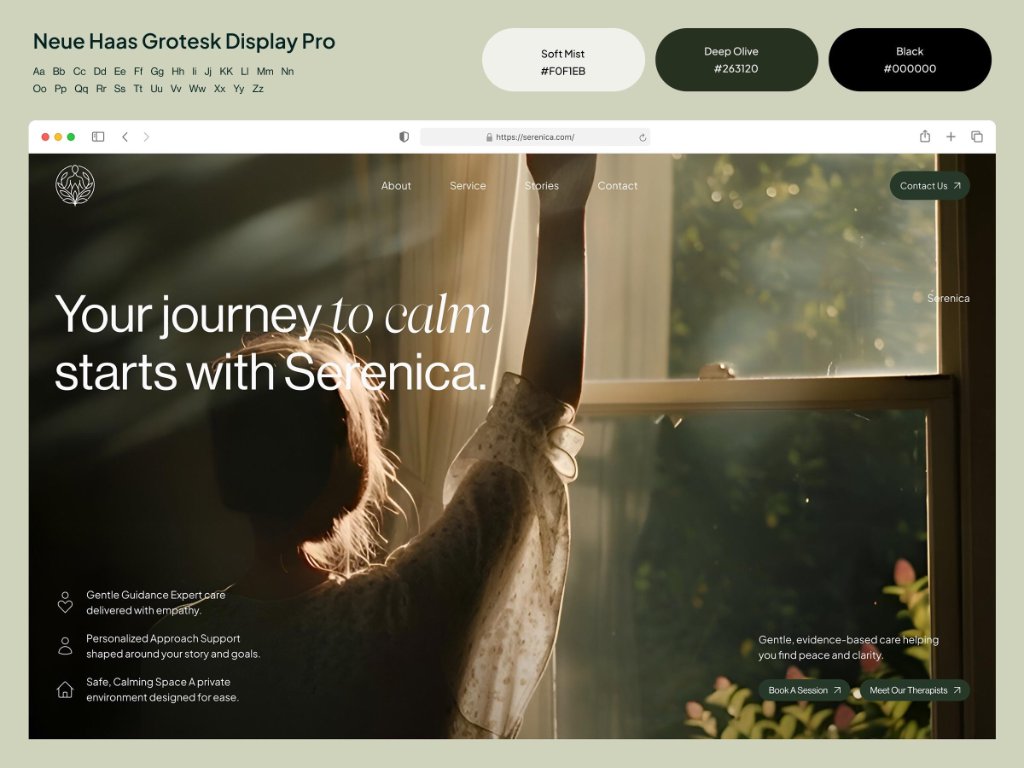 Neue Haas Grotesk Display Pro
Aa Bb Cc Dd Ee Ff Gg Hh Ii Jj KK Ll Mm Nn
Oo Pp Qq Rr Ss Tt Uu Vv Ww Xx Yy Zz
Soft Mist
#F0F1EB
Deep Olive
#263120
Black
#000000
https://serenica.com/
About Service Stories Contact
Contact Us
Serenica
Your journey to calm
starts with Serenica.
Gentle Guidance Expert care
delivered with empathy.
Personalized Approach Support
shaped around your story and goals.
Safe, Calming Space A private
environment designed for ease.
Gentle, evidence-based care helping
you find peace and clarity.
Book A Session
Meet Our Therapists